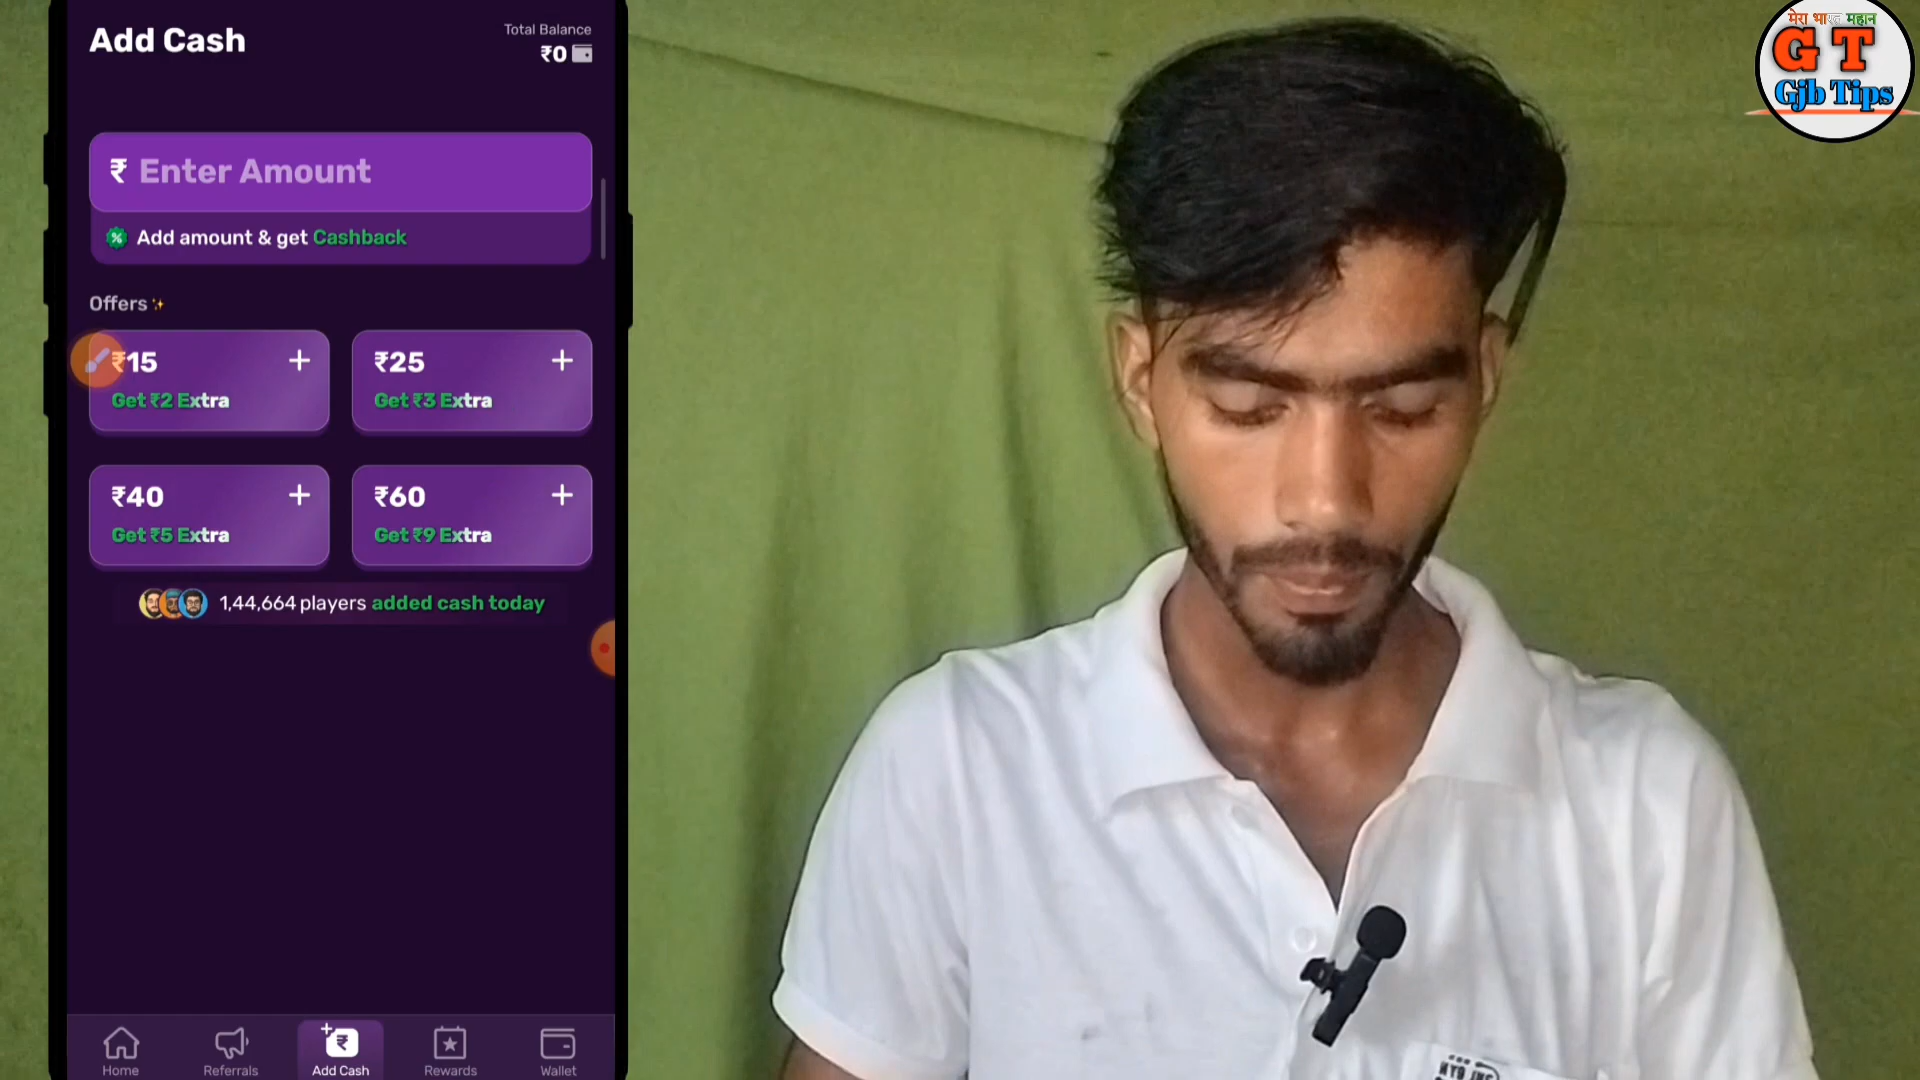 Add Cash
Total Balance
₹0
₹ Enter Amount
Add amount & get Cashback
Offers
₹15
Get ₹2 Extra
₹25
Get ₹3 Extra
₹40
Get ₹5 Extra
₹60
Get ₹9 Extra
1,44,664 players added cash today
Home
Referrals
Add Cash
Rewards
Wallet
मेरा भारत महान
G T
Gjb Tips